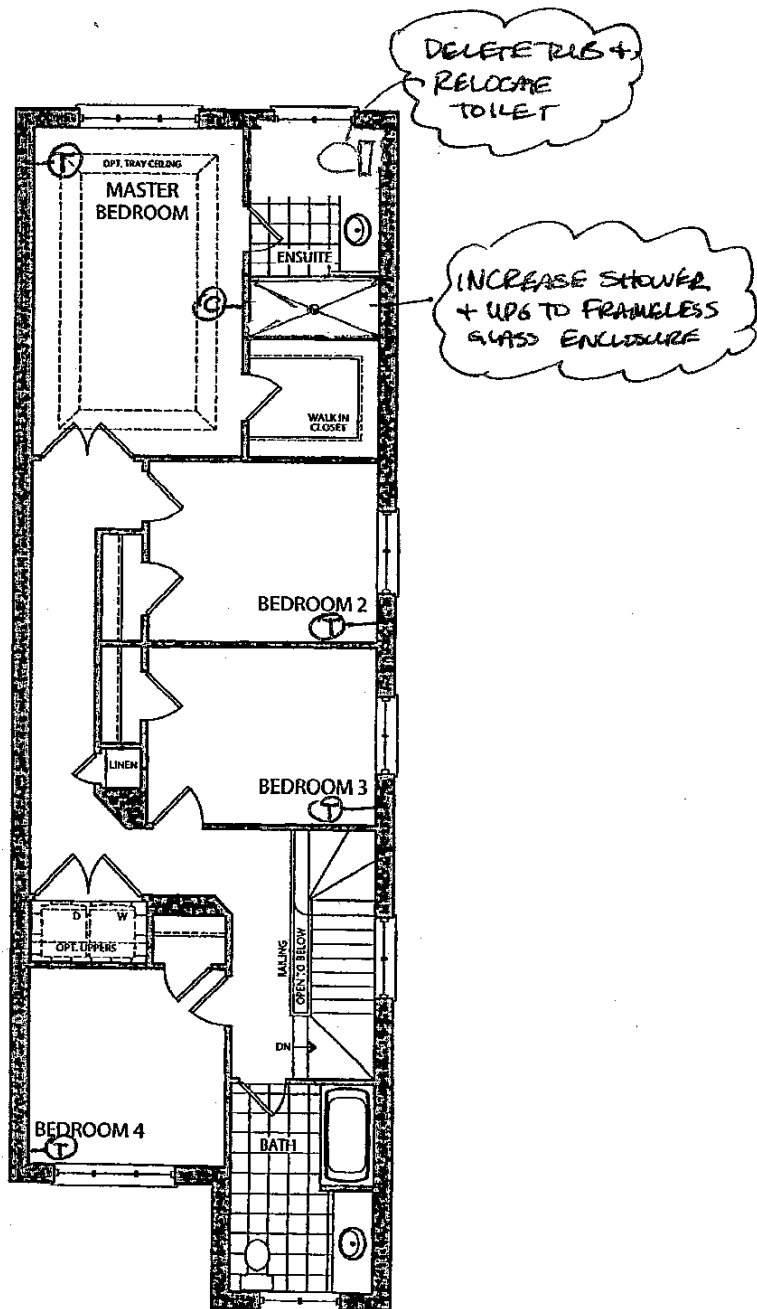 DELETE TUB +
RELOCATE
TOILET
T
OPT. TRAY CEILING
MASTER
BEDROOM
ENSUITE
C
INCREASE SHOWER
+ UPG TO FRAMELESS
GLASS ENCLOSURE
WALK IN
CLOSET
BEDROOM 2
T
LINEN
BEDROOM 3
T
D W
OPT. UPPERS
RAILING
OPEN TO BELOW
DN
BEDROOM 4
T
BATH